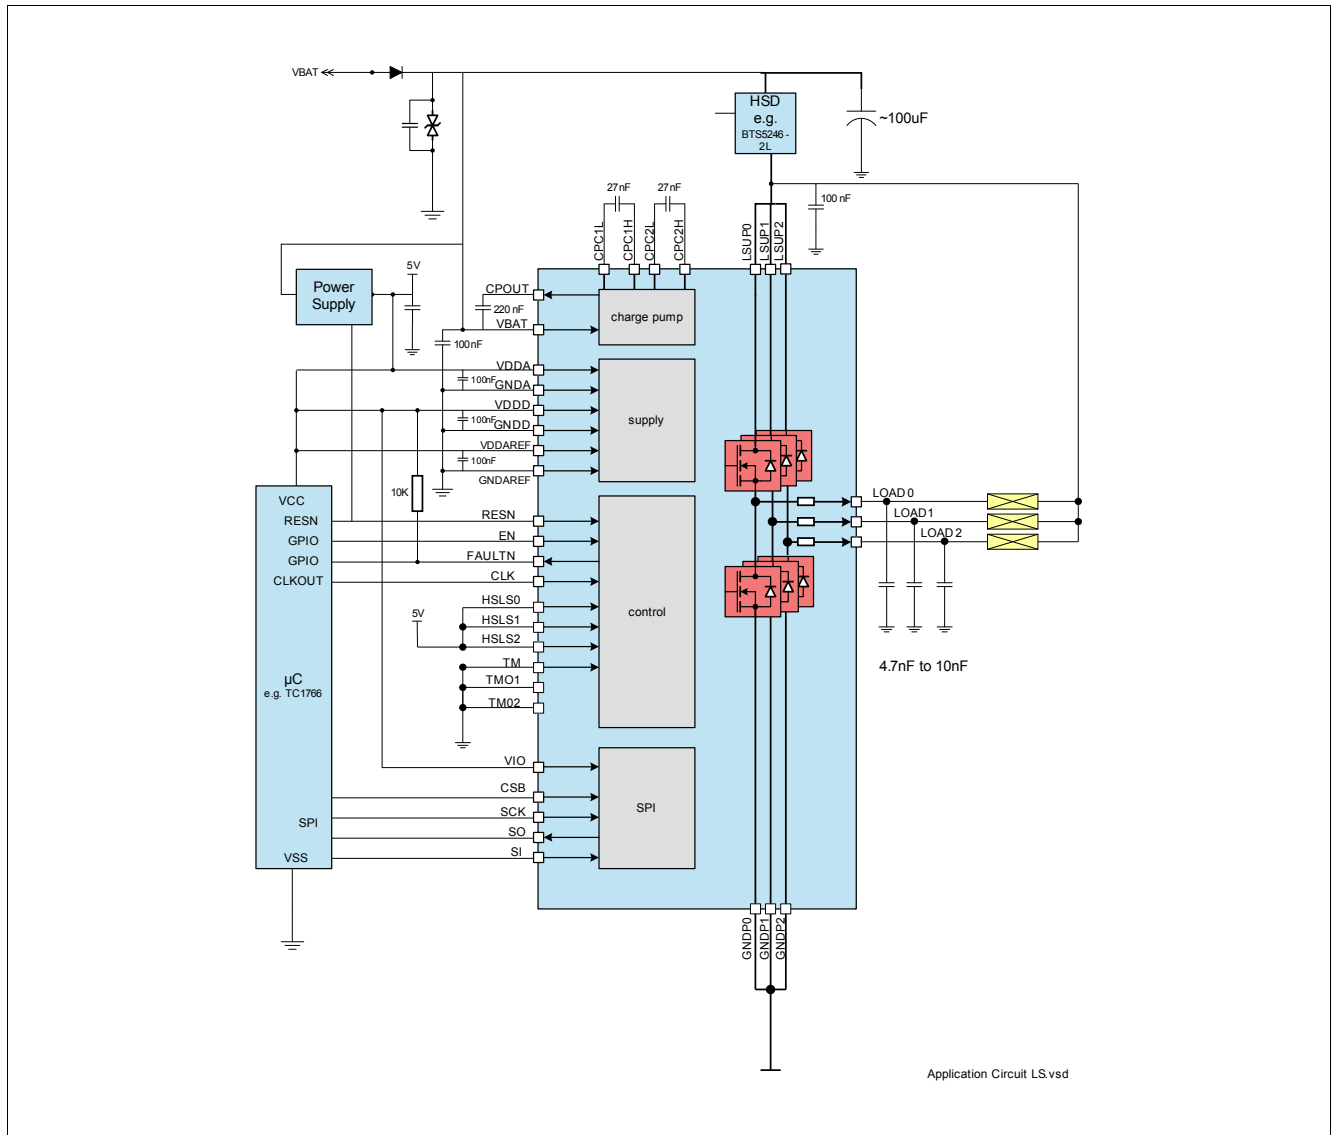 VBAT
HSD
e.g.
BTS5246 -
2L
~100uF
27nF
27nF
100 nF
CPC1L
CPC1H
CPC2L
CPC2H
LSUP0
LSUP1
LSUP2
5V
Power
Supply
CPOUT
220 nF
charge pump
VBAT
100nF
VDDA
100nF
GNDA
VDDD
100nF
GNDD
supply
VDDAREF
100nF
GNDAREF
10K
VCC
RESN
RESN
GPIO
EN
GPIO
FAULTN
CLKOUT
CLK
LOAD0
LOAD1
LOAD2
5V
HSLS0
HSLS1
HSLS2
control
TM
TMO1
TM02
4.7nF to 10nF
µC
e.g. TC1766
VIO
CSB
SCK
SPI
SPI
SO
SI
VSS
GNDP0
GNDP1
GNDP2
Application Circuit LS.vsd